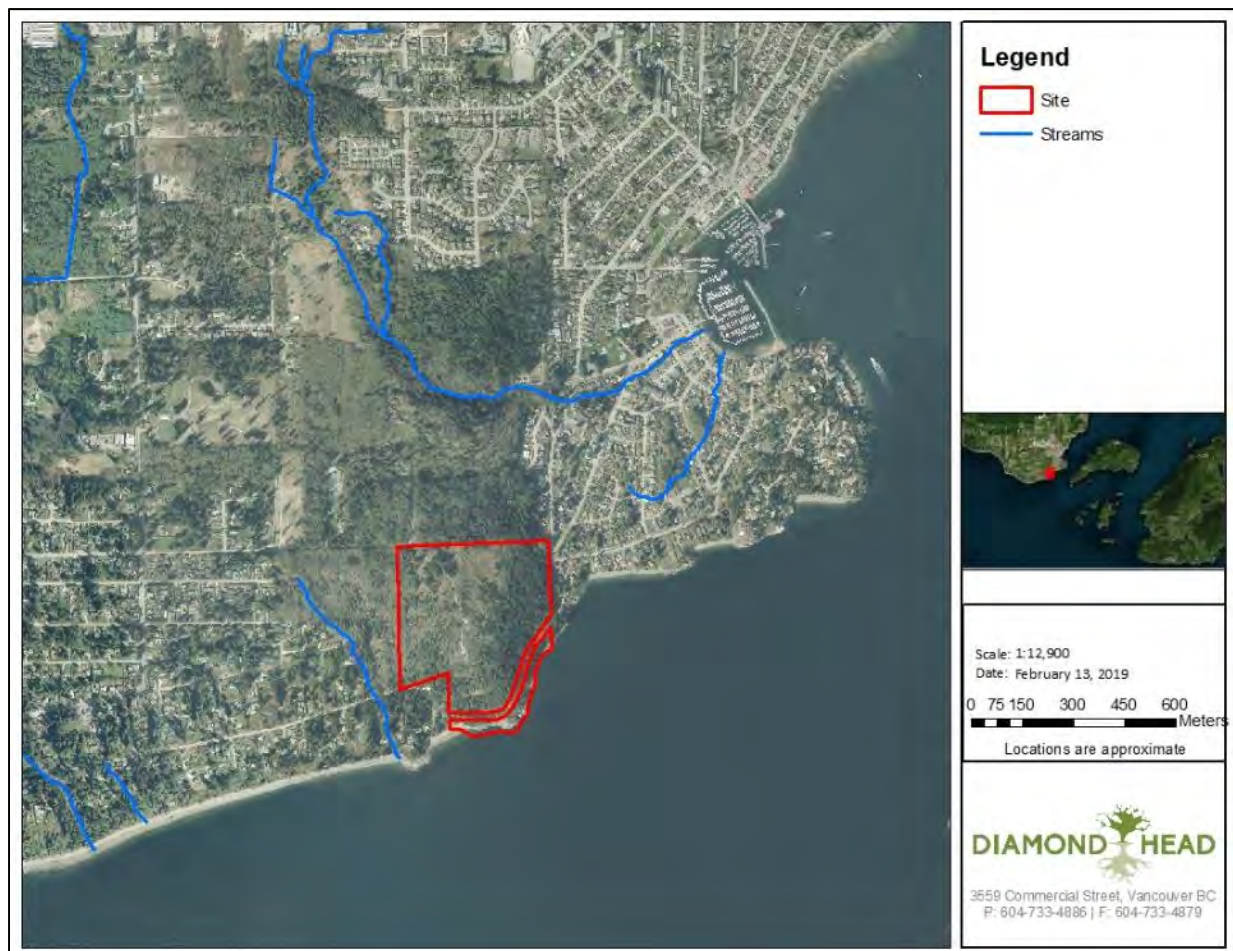 Legend
Site
Streams
Scale: 1:12,900
Date: February 13, 2019
0 75 150 300 450 600
Meters
Locations are approximate
DIAMOND HEAD
3559 Commercial Street, Vancouver BC
P: 604-733-4886 | F: 604-733-4879